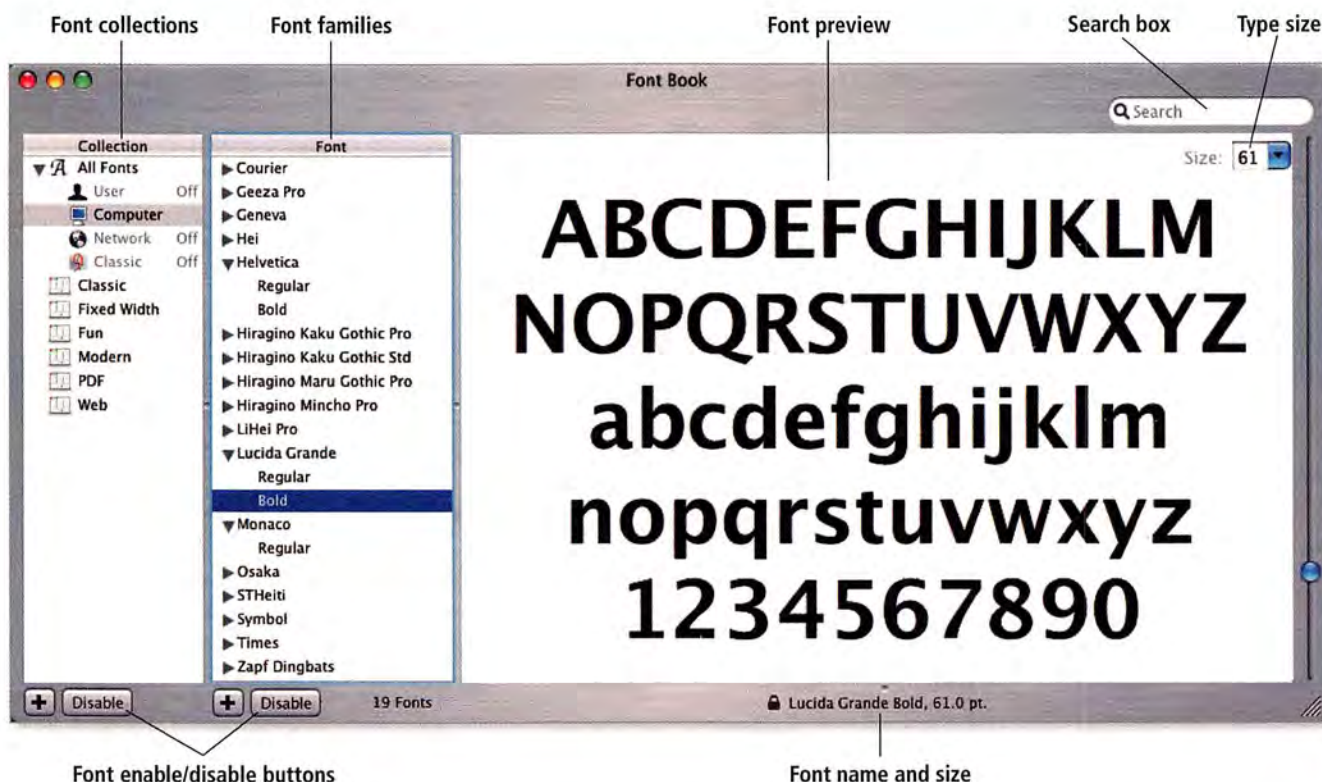 Font collections
Font families
Font preview
Search box
Type size
Font Book
Search
Collection
All Fonts
User Off
Computer
Network Off
Classic Off
Classic
Fixed Width
Fun
Modern
PDF
Web
Font
Courier
Geeza Pro
Geneva
Hei
Helvetica
Regular
Bold
Hiragino Kaku Gothic Pro
Hiragino Kaku Gothic Std
Hiragino Maru Gothic Pro
Hiragino Mincho Pro
LiHei Pro
Lucida Grande
Regular
Bold
Monaco
Regular
Osaka
STHeiti
Symbol
Times
Zapf Dingbats
Size: 61
ABCDEFGHIJKLM
NOPQRSTUVWXYZ
abcdefghijklm
nopqrstuvwxyz
1234567890
Disable
Disable
19 Fonts
Lucida Grande Bold, 61.0 pt.
Font enable/disable buttons
Font name and size